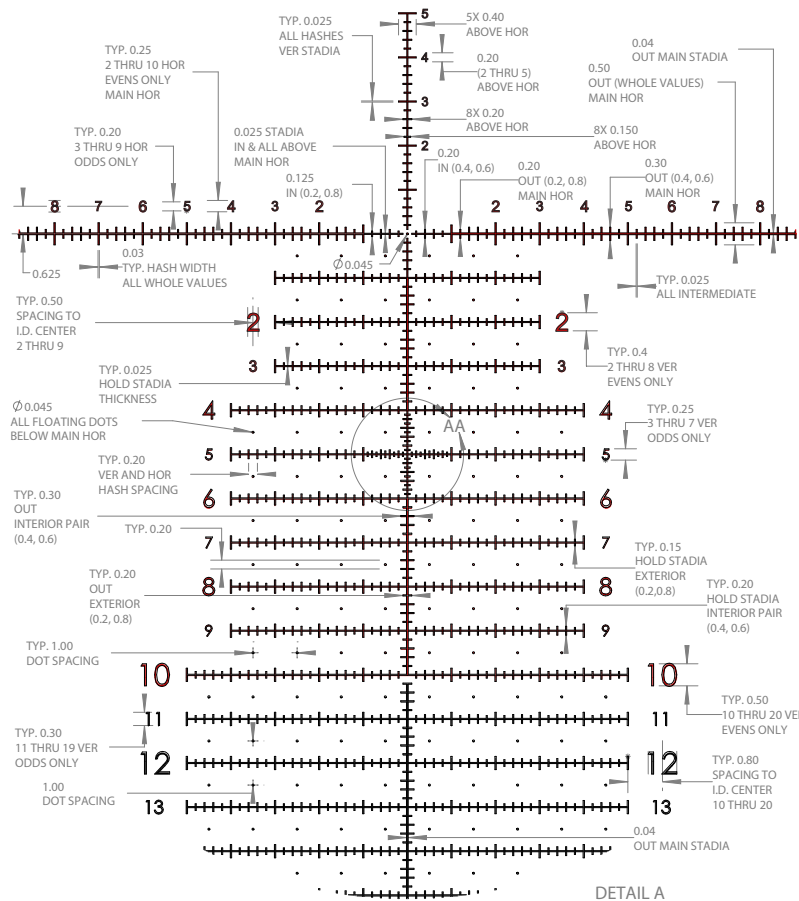 TYP. 0.025
ALL HASHES
VER STADIA
5
5X 0.40
ABOVE HOR
TYP. 0.25
2 THRU 10 HOR
EVENS ONLY
MAIN HOR
4
0.20
(2 THRU 5)
ABOVE HOR
0.04
OUT MAIN STADIA
0.50
OUT (WHOLE VALUES)
MAIN HOR
3
8X 0.20
ABOVE HOR
TYP. 0.20
3 THRU 9 HOR
ODDS ONLY
0.025 STADIA
IN & ALL ABOVE
MAIN HOR
2
8X 0.150
ABOVE HOR
0.125
IN (0.2, 0.8)
0.20
IN (0.4, 0.6)
0.20
OUT (0.2, 0.8)
MAIN HOR
0.30
OUT (0.4, 0.6)
MAIN HOR
8 7 6 5 4 3 2 2 3 4 5 6 7 8
0.625
0.03
TYP. HASH WIDTH
ALL WHOLE VALUES
Ø 0.045
TYP. 0.025
ALL INTERMEDIATE
TYP. 0.50
SPACING TO
I.D. CENTER
2 THRU 9
2 2
TYP. 0.4
2 THRU 8 VER
EVENS ONLY
3 3
TYP. 0.025
HOLD STADIA
THICKNESS
Ø 0.045
ALL FLOATING DOTS
BELOW MAIN HOR
4 4
AA
TYP. 0.25
3 THRU 7 VER
ODDS ONLY
5 5
TYP. 0.20
VER AND HOR
HASH SPACING
6 6
TYP. 0.30
OUT
INTERIOR PAIR
(0.4, 0.6)
TYP. 0.20
7 7
TYP. 0.15
HOLD STADIA
EXTERIOR
(0.2,0.8)
TYP. 0.20
OUT
EXTERIOR
(0.2, 0.8)
8 8
TYP. 0.20
HOLD STADIA
INTERIOR PAIR
(0.4, 0.6)
9 9
TYP. 1.00
DOT SPACING
10 10
TYP. 0.50
10 THRU 20 VER
EVENS ONLY
11 11
TYP. 0.30
11 THRU 19 VER
ODDS ONLY
12 12
TYP. 0.80
SPACING TO
I.D. CENTER
10 THRU 20
1.00
DOT SPACING
13 13
0.04
OUT MAIN STADIA
DETAIL A